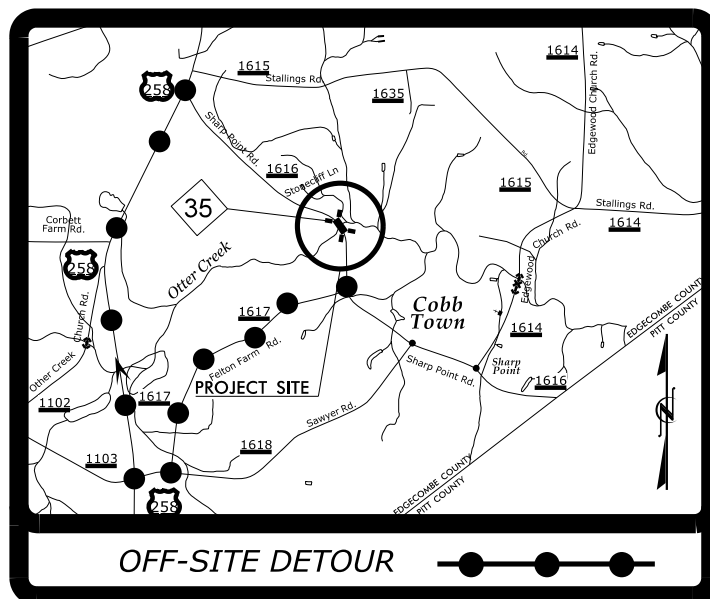 1614
1615
Stallings Rd.
258
Edgewood Church Rd.
1635
Sharp Point Rd.
1616
Stonecliff Ln
1615
35
Stallings Rd.
1614
Corbett
Farm Rd.
Church Rd.
Edgewood
258
Otter Creek
Cobb
Town
1617
EDGECOMBE COUNTY
PITT COUNTY
Church Rd.
1614
Felton Farm Rd.
Sharp
Point
Otter Creek
Sharp Point Rd.
PROJECT SITE
1616
1102
1617
Sawyer Rd.
N
1618
1103
EDGECOMBE COUNTY
PITT COUNTY
258
OFF-SITE DETOUR